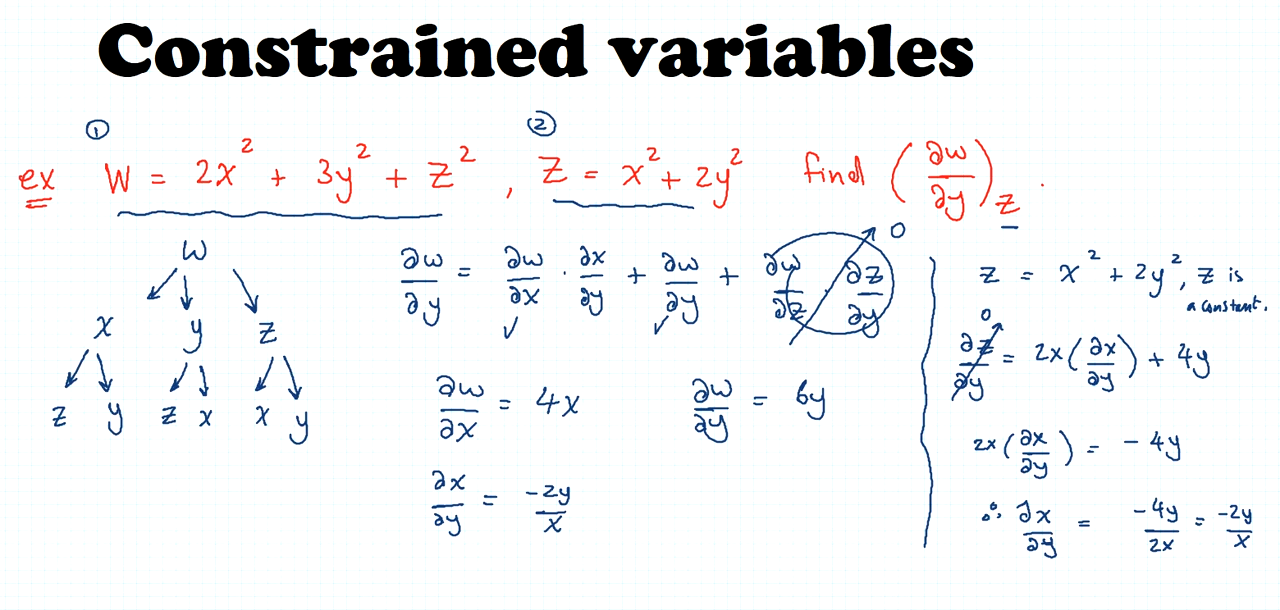 Constrained variables
① ②
ex W = 2x² + 3y² + z² , z = x² + 2y² find (∂w/∂y)_z .
W
x y z
z y z x x y
∂w/∂y = ∂w/∂x · ∂x/∂y + ∂w/∂y + ∂w/∂z ∂z/∂y 0
✓ ✓
∂w/∂x = 4x ∂w/∂y = 6y
∂x/∂y = -2y/x
z = x² + 2y², z is
a constant.
0
∂z/∂y = 2x(∂x/∂y) + 4y
2x(∂x/∂y) = -4y
∴ ∂x/∂y = -4y/2x = -2y/x